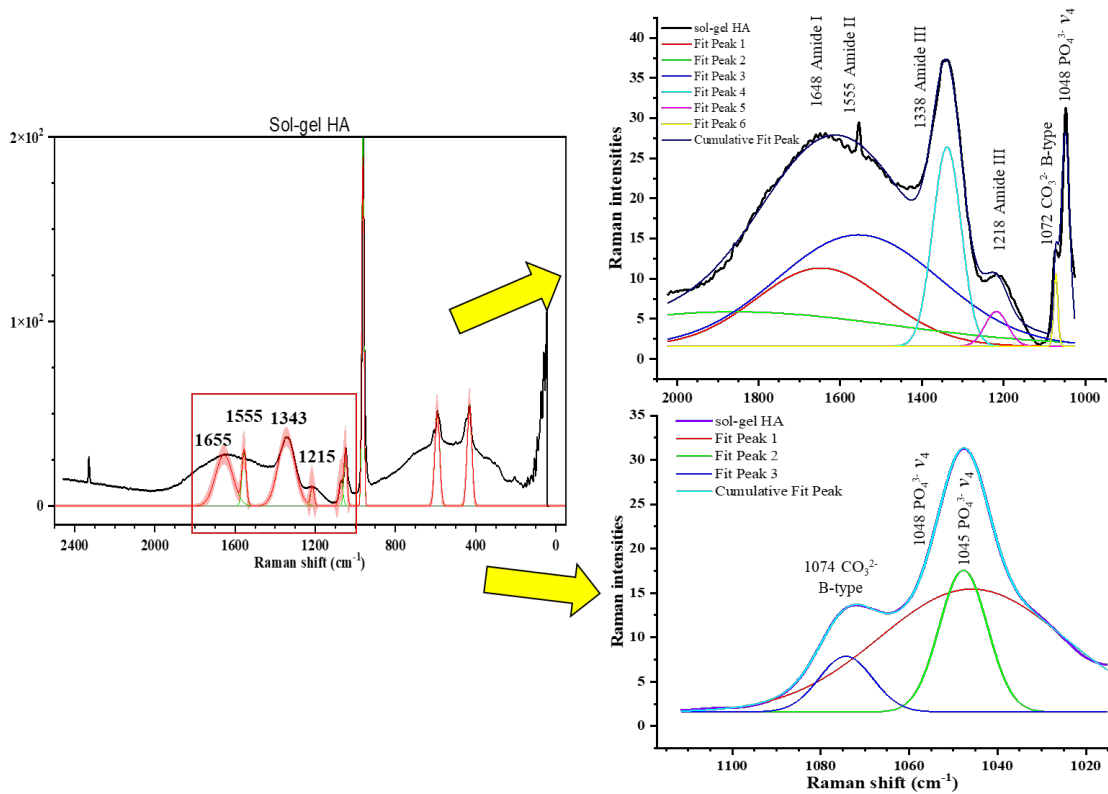 Sol-gel HA
2×10²
1×10²
0
1655
1555
1343
1215
2400 2000 1600 1200 800 400 0
Raman shift (cm⁻¹)
40
35
30
25
20
15
10
5
0
Raman intensities
sol-gel HA
Fit Peak 1
Fit Peak 2
Fit Peak 3
Fit Peak 4
Fit Peak 5
Fit Peak 6
Cumulative Fit Peak
1648 Amide I
1555 Amide II
1338 Amide III
1218 Amide III
1072 CO₃²⁻ B-type
1048 PO₄³⁻ ν₄
2000 1800 1600 1400 1200 1000
35
30
25
20
15
10
5
0
Raman intensities
sol-gel HA
Fit Peak 1
Fit Peak 2
Fit Peak 3
Cumulative Fit Peak
1074 CO₃²⁻
B-type
1048 PO₄³⁻ ν₄
1045 PO₄³⁻ ν₄
1100 1080 1060 1040 1020
Raman shift (cm⁻¹)